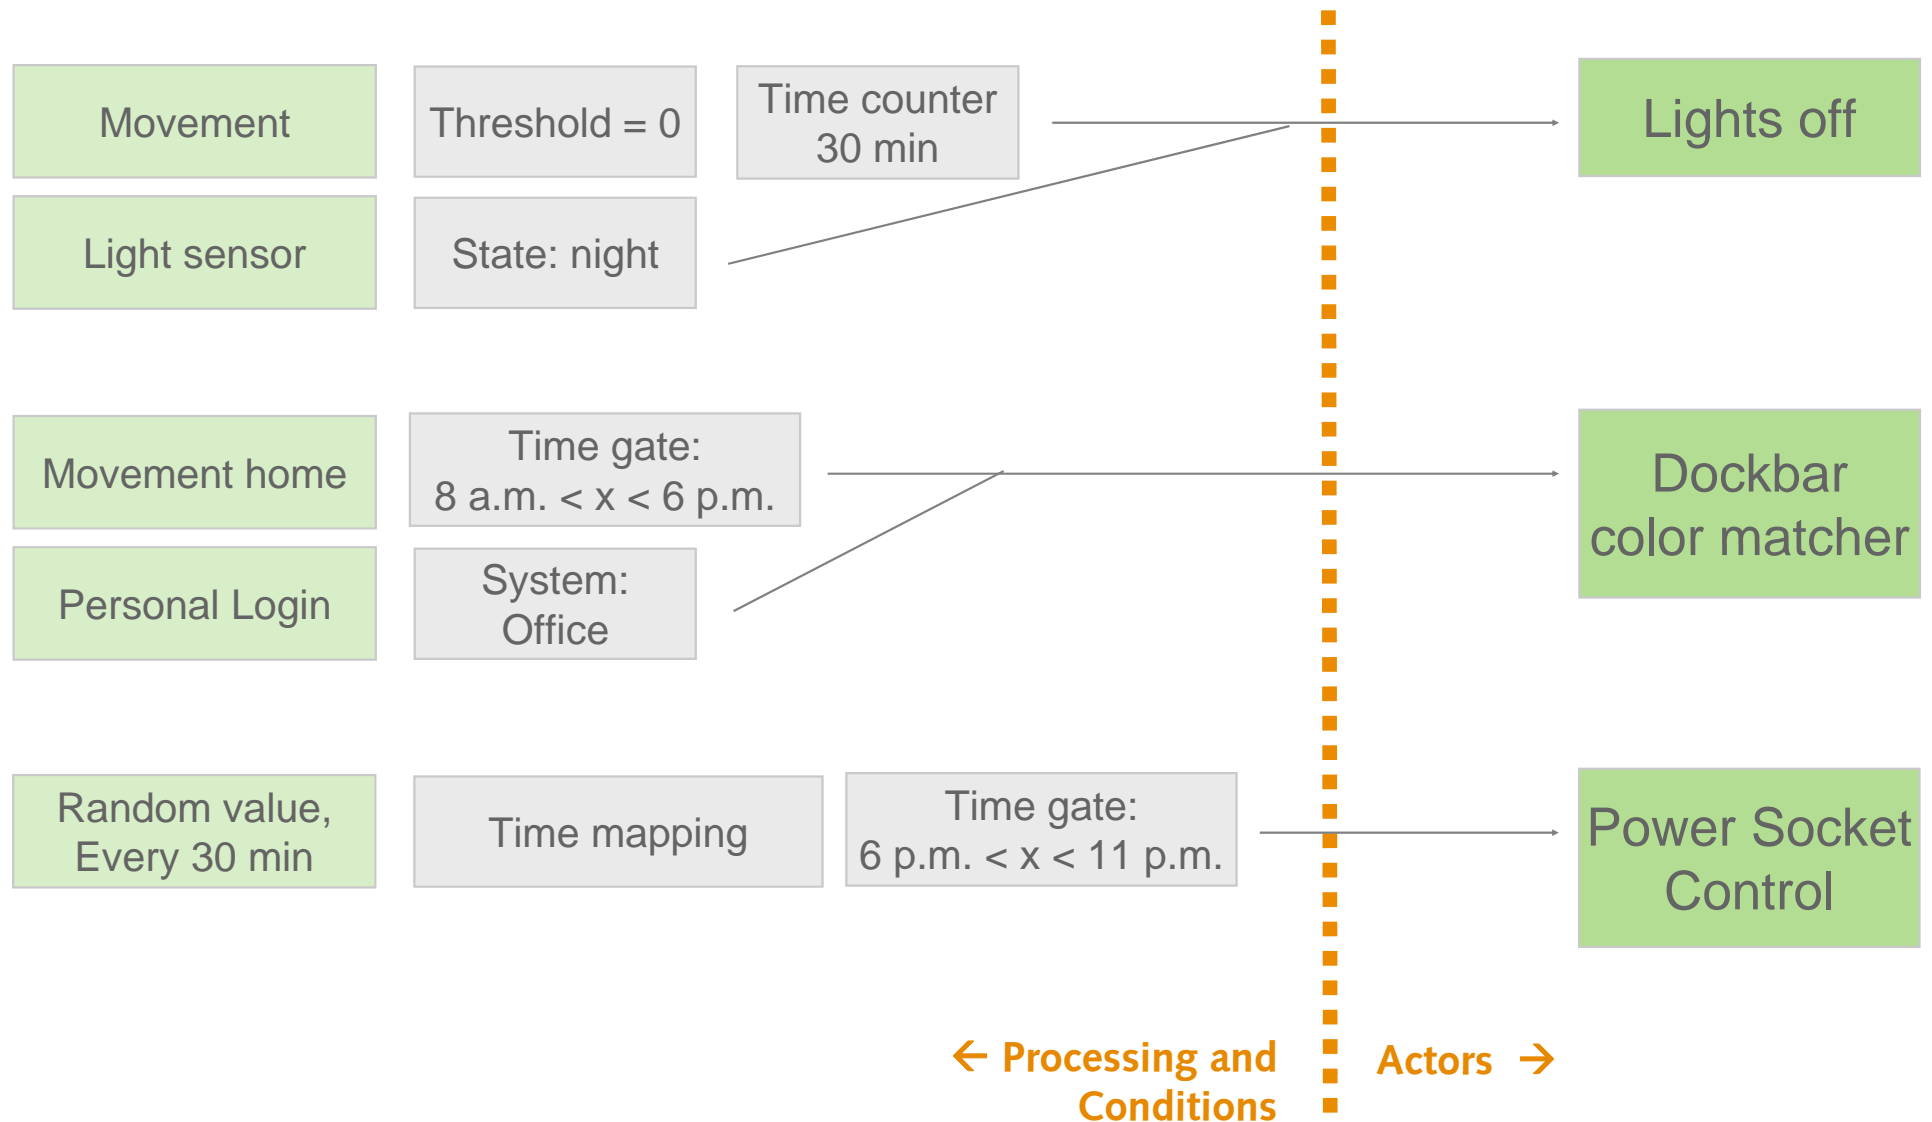 Movement
Threshold = 0
Time counter
30 min
Lights off
Light sensor
State: night
Movement home
Time gate:
8 a.m. < x < 6 p.m.
Dockbar
color matcher
Personal Login
System:
Office
Random value,
Every 30 min
Time mapping
Time gate:
6 p.m. < x < 11 p.m.
Power Socket
Control
← Processing and
Conditions
Actors →